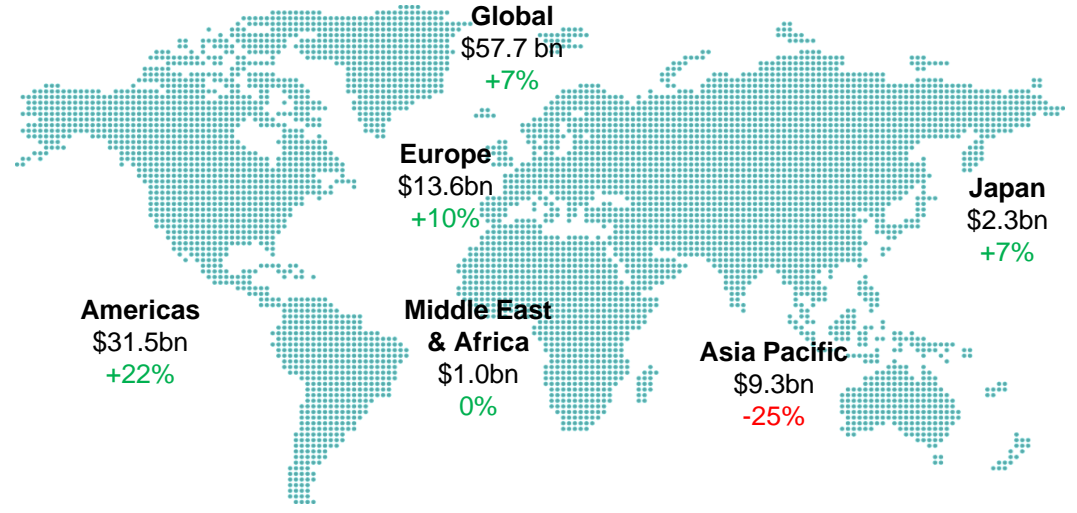 Global
$57.7 bn
+7%
Europe
$13.6bn
+10%
Japan
$2.3bn
+7%
Americas
$31.5bn
+22%
Middle East
& Africa
$1.0bn
0%
Asia Pacific
$9.3bn
-25%